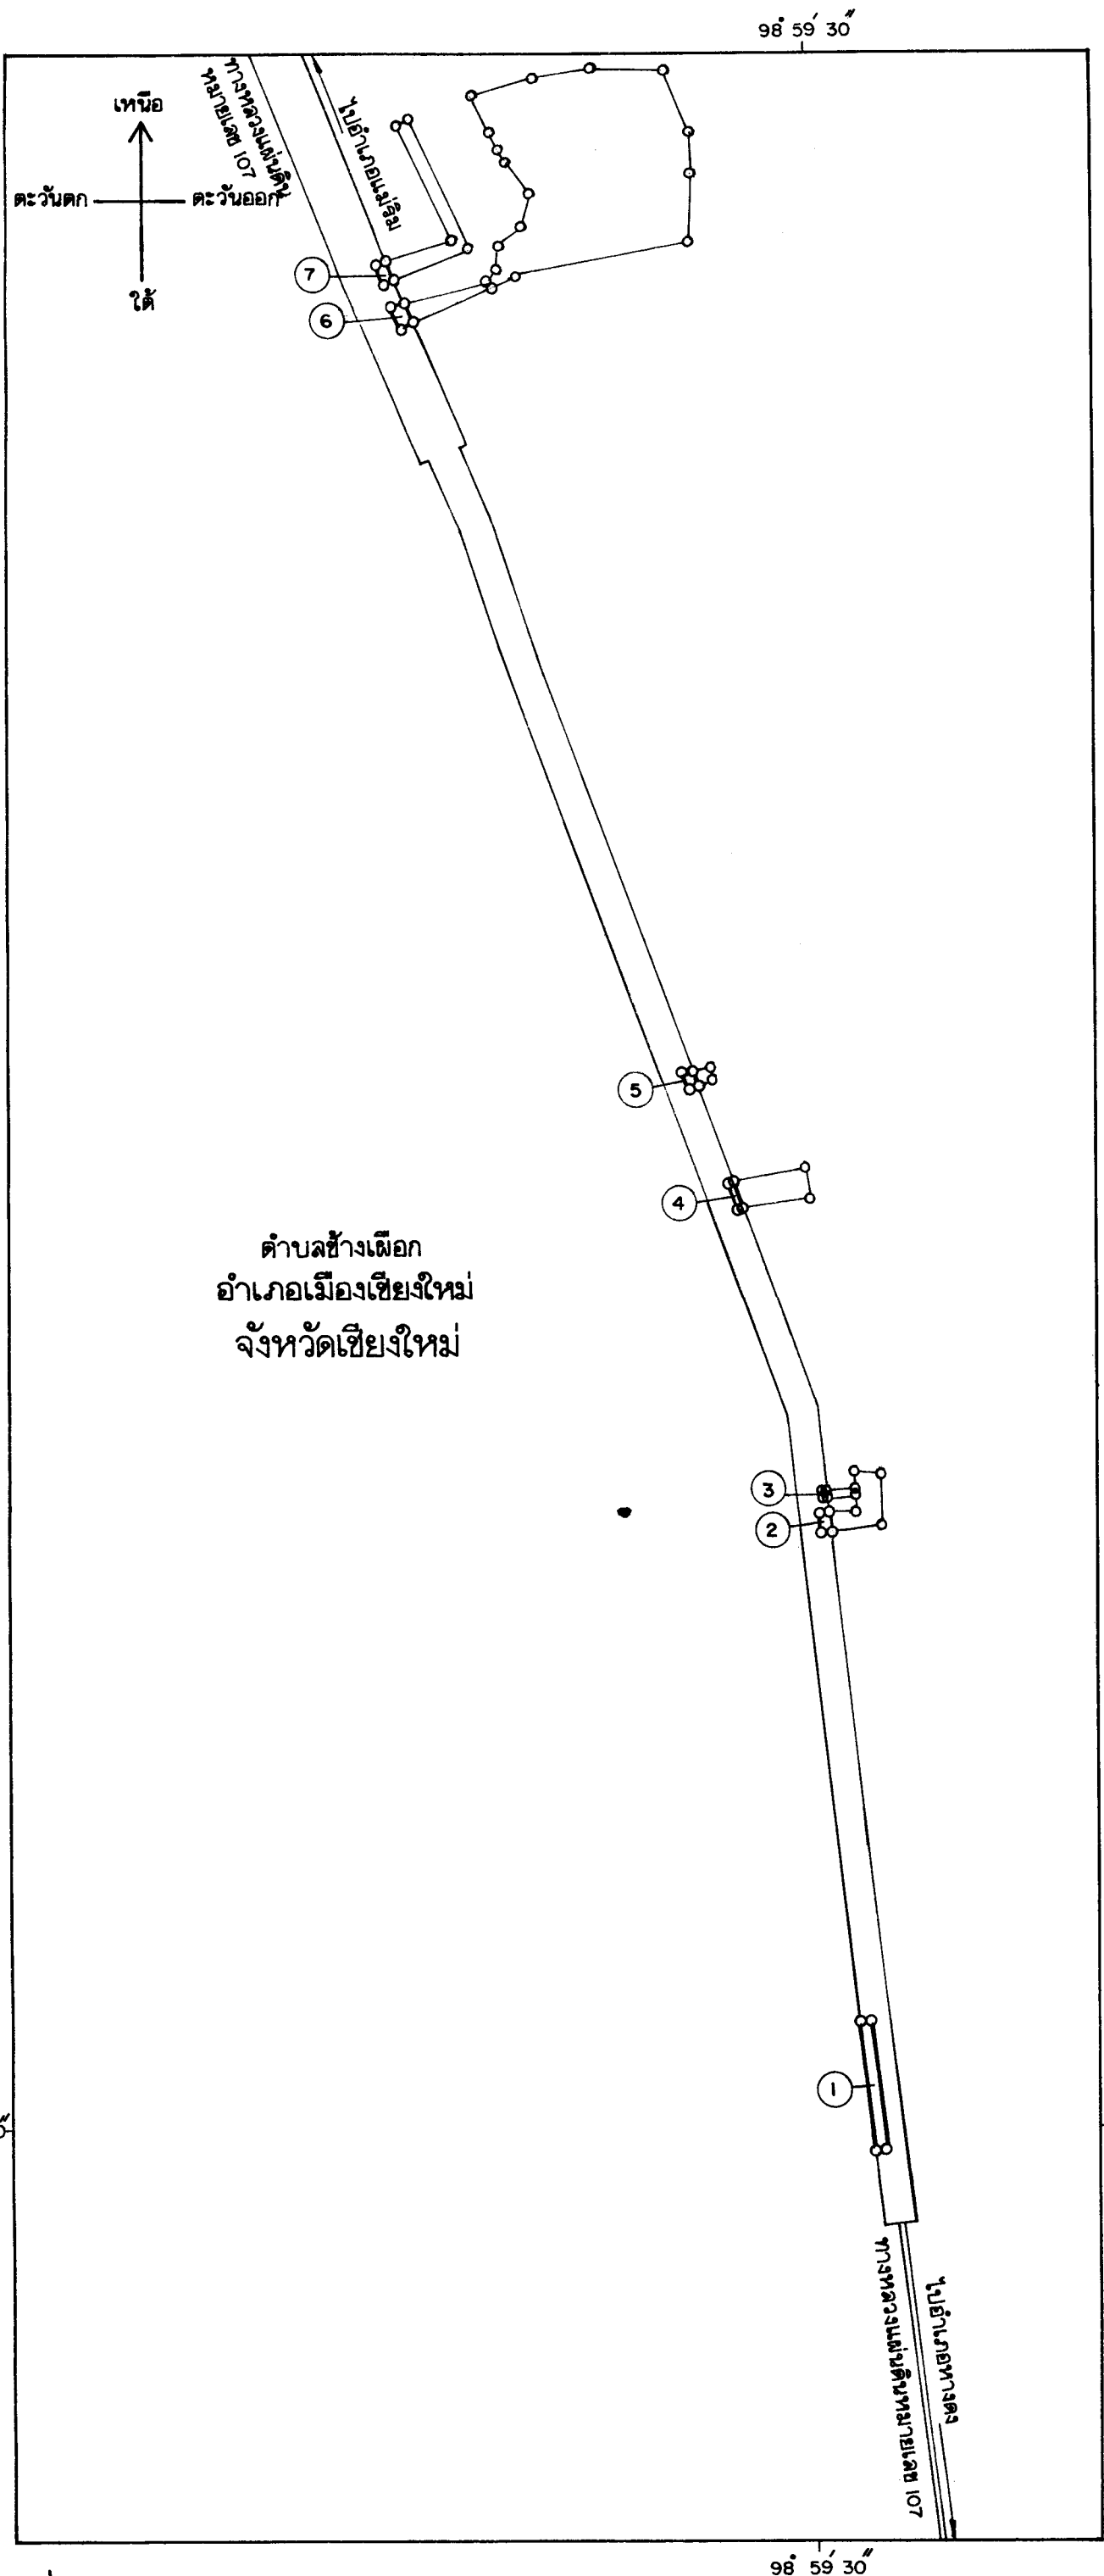 98° 59′ 30″
เหนือ
ตะวันตก
ตะวันออก
ใต้
ทางหลวงแผ่นดิน
หมายเลข 107
ไปอำเภอแม่ริม
7
6
5
4
ตำบลช้างเผือก
อำเภอเมืองเชียงใหม่
จังหวัดเชียงใหม่
3
2
1
ทางหลวงแผ่นดินหมายเลข 107
ไปอำเภอหางดง
98° 59′ 30″